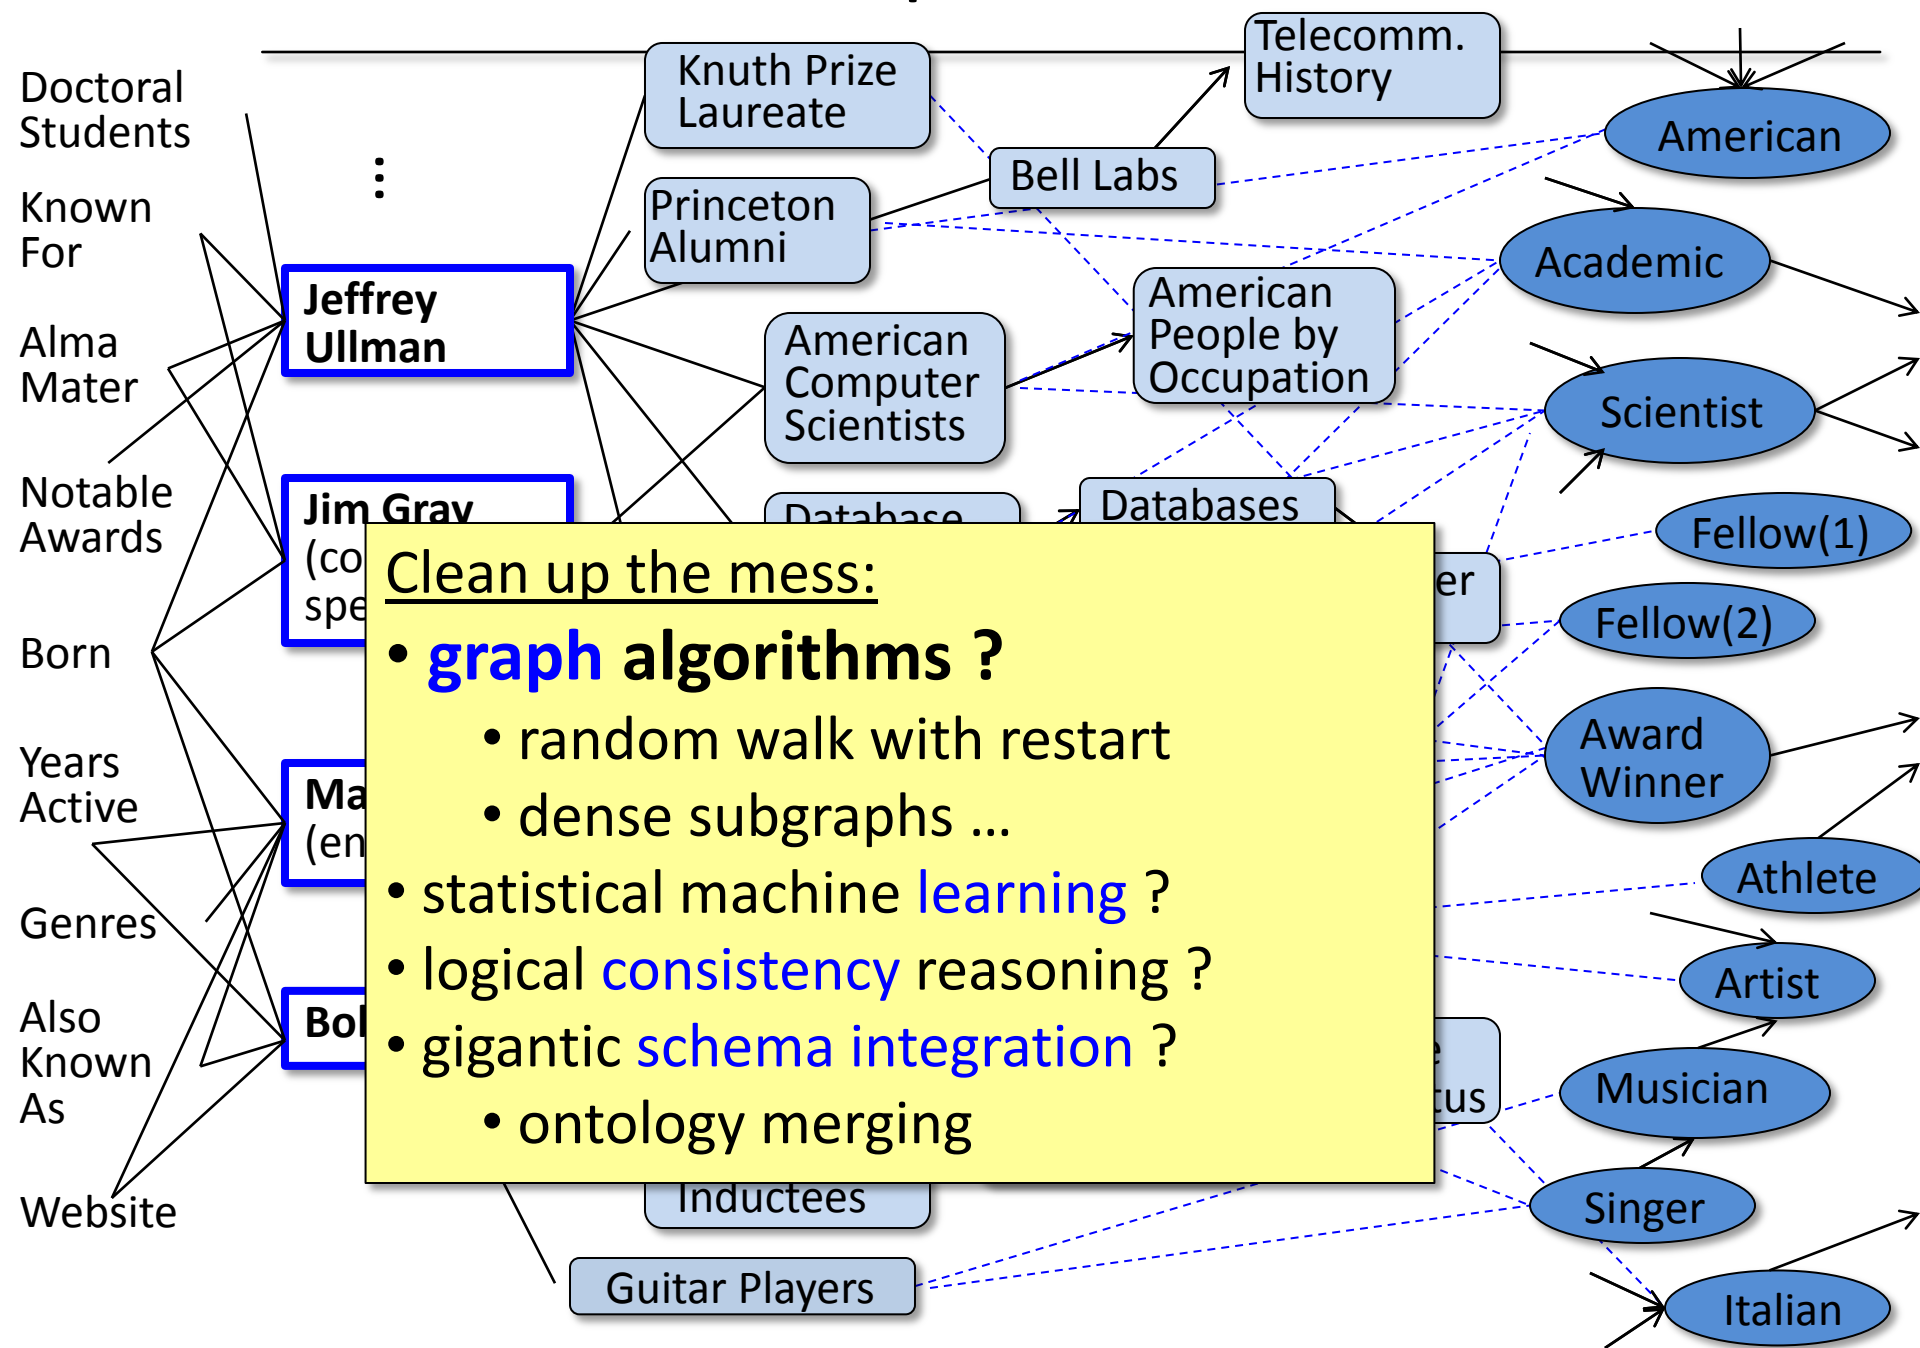 Doctoral
Students
Known
For
Alma
Mater
Notable
Awards
Born
Years
Active
Genres
Also
Known
As
Website
...
Jeffrey
Ullman
Jim Gray
Knuth Prize
Laureate
Princeton
Alumni
American
Computer
Scientists
Database
Inductees
Guitar Players
Telecomm.
History
Bell Labs
American
People by
Occupation
Databases
American
Academic
Scientist
Fellow(1)
Fellow(2)
Award
Winner
Athlete
Artist
Musician
Singer
Italian
Clean up the mess:
• graph algorithms ?
• random walk with restart
• dense subgraphs ...
• statistical machine learning ?
• logical consistency reasoning ?
• gigantic schema integration ?
• ontology merging